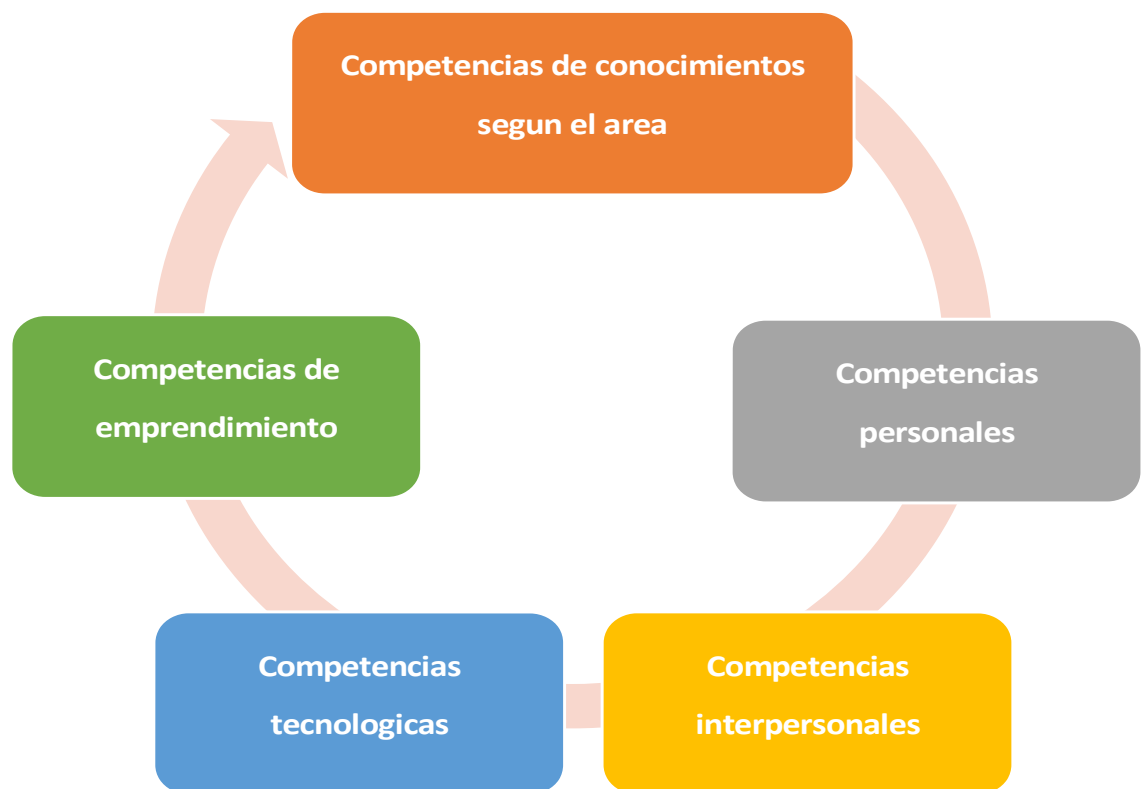 Competencias de conocimientos
segun el area
Competencias
personales
Competencias
interpersonales
Competencias
tecnologicas
Competencias de
emprendimiento